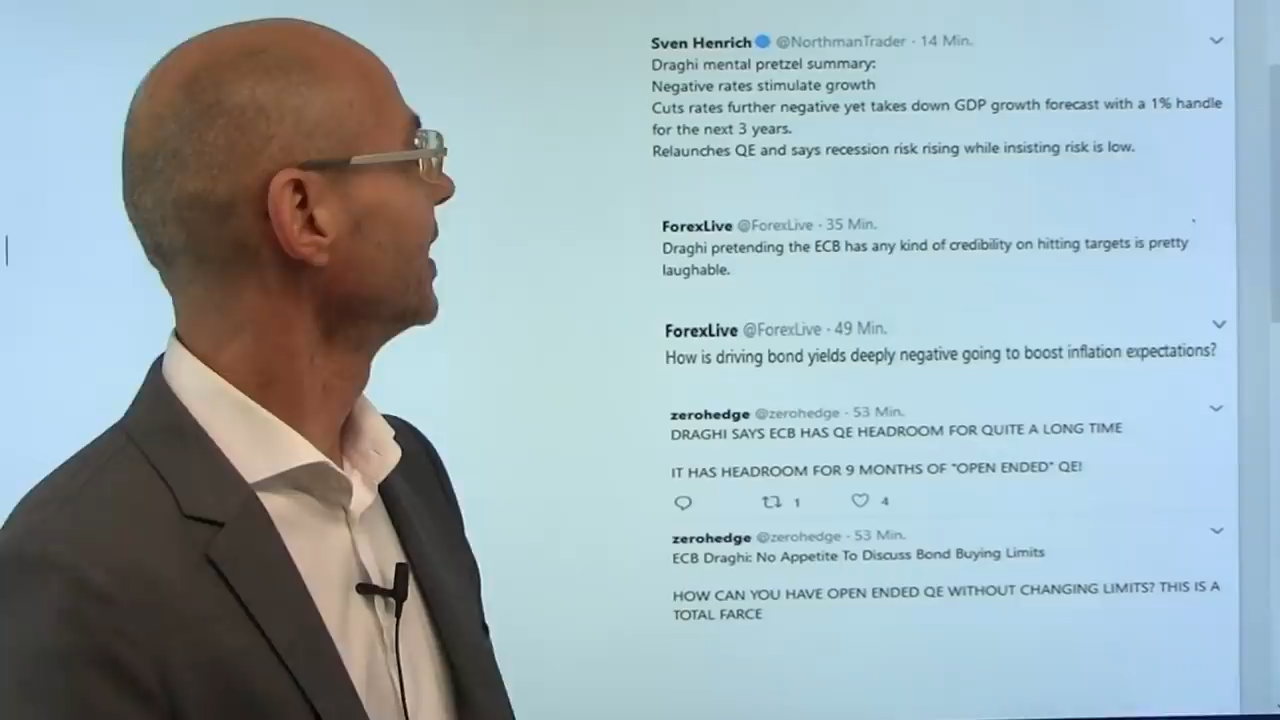 Sven Henrich @NorthmanTrader · 14 Min.
Draghi mental pretzel summary:
Negative rates stimulate growth
Cuts rates further negative yet takes down GDP growth forecast with a 1% handle
for the next 3 years.
Relaunches QE and says recession risk rising while insisting risk is low.
ForexLive @ForexLive · 35 Min.
Draghi pretending the ECB has any kind of credibility on hitting targets is pretty
laughable.
ForexLive @ForexLive · 49 Min.
How is driving bond yields deeply negative going to boost inflation expectations?
zerohedge @zerohedge · 53 Min.
DRAGHI SAYS ECB HAS QE HEADROOM FOR QUITE A LONG TIME
IT HAS HEADROOM FOR 9 MONTHS OF "OPEN ENDED" QE!
1 4
zerohedge @zerohedge · 53 Min.
ECB Draghi: No Appetite To Discuss Bond Buying Limits
HOW CAN YOU HAVE OPEN ENDED QE WITHOUT CHANGING LIMITS? THIS IS A
TOTAL FARCE